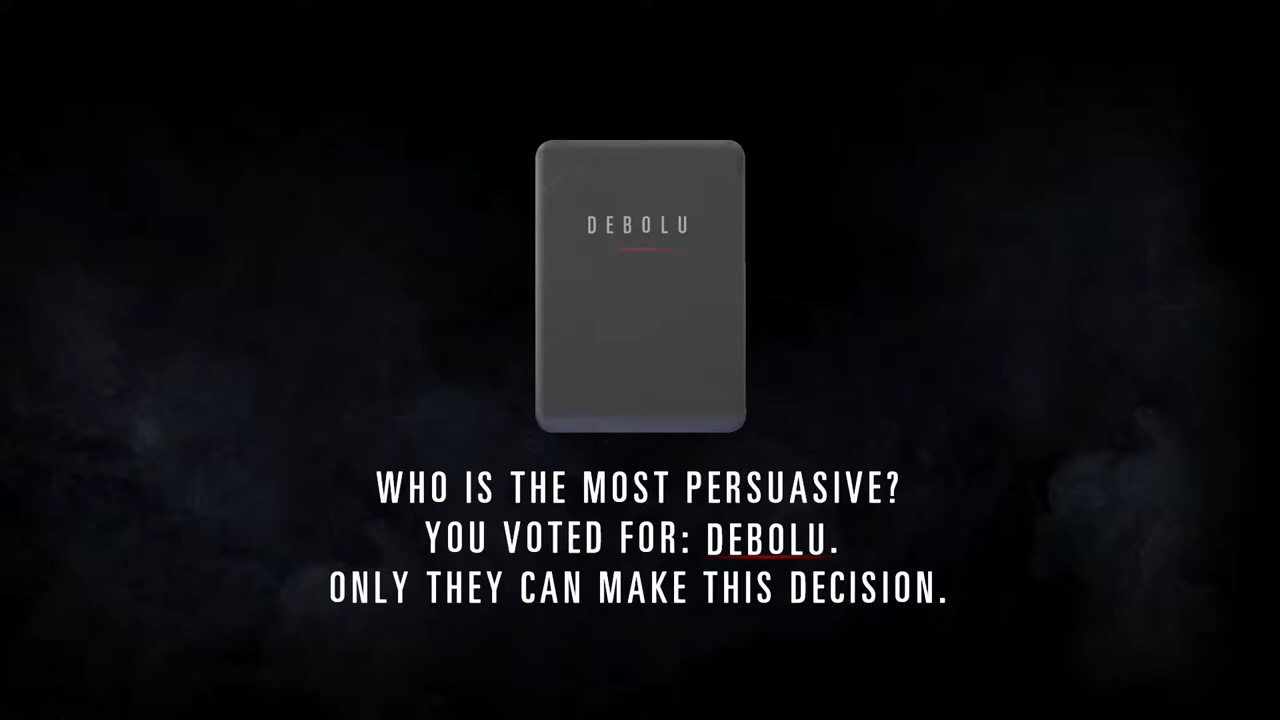 DEBOLU
WHO IS THE MOST PERSUASIVE?
YOU VOTED FOR: DEBOLU.
ONLY THEY CAN MAKE THIS DECISION.